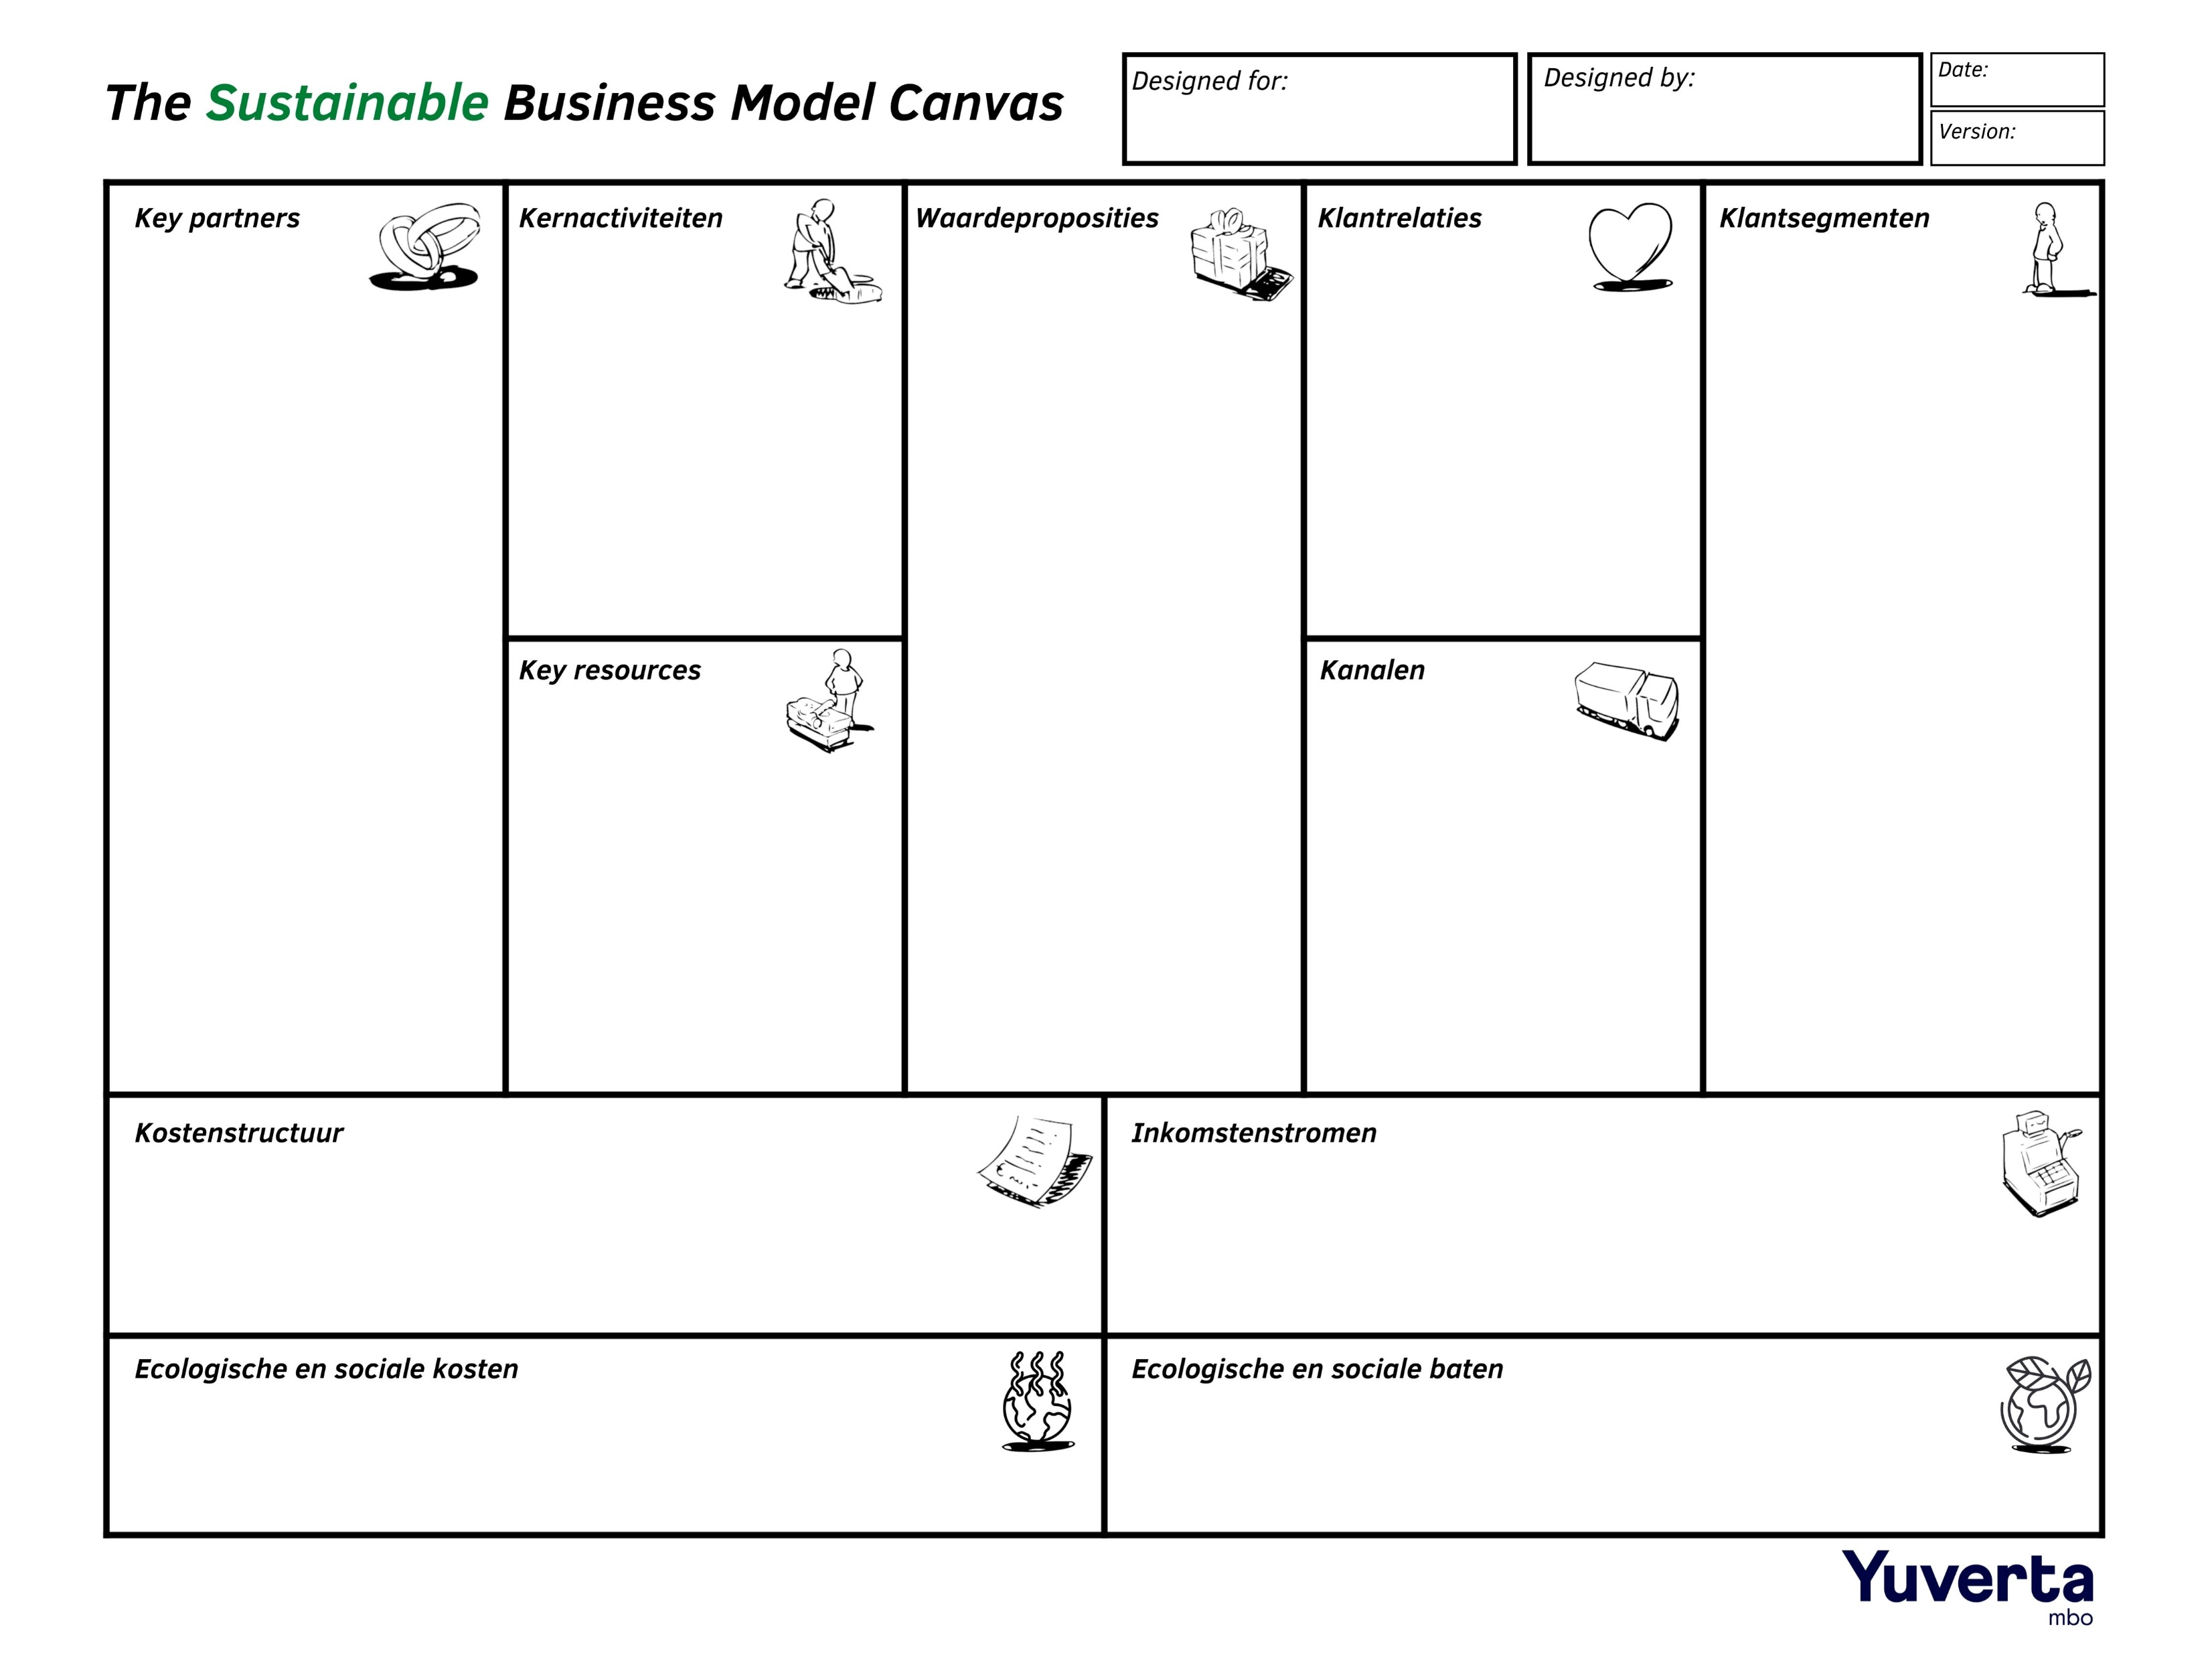 The Sustainable Business Model Canvas
Designed for:
Designed by:
Date:
Version:
Key partners
Kernactiviteiten
Waardeproposities
Klantrelaties
Klantsegmenten
Key resources
Kanalen
Kostenstructuur
Inkomstenstromen
Ecologische en sociale kosten
Ecologische en sociale baten
Yuverta
mbo